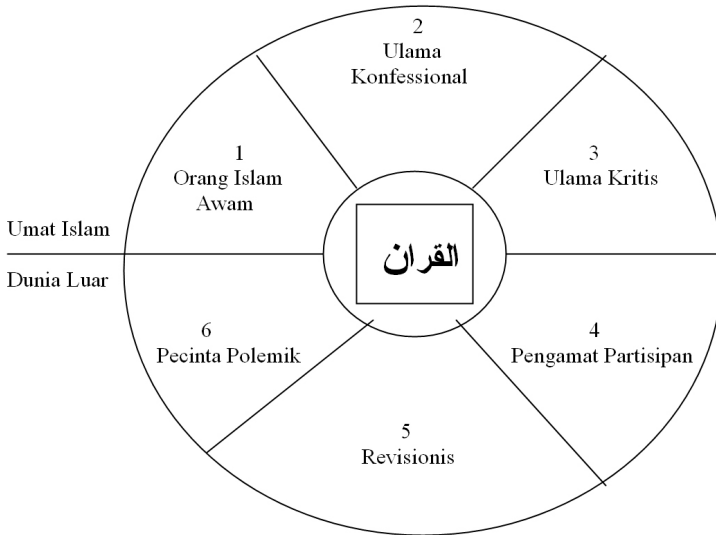 2
Ulama
Konfessional
1
Orang Islam
Awam
3
Ulama Kritis
Umat Islam
القران
Dunia Luar
6
Pecinta Polemik
4
Pengamat Partisipan
5
Revisionis